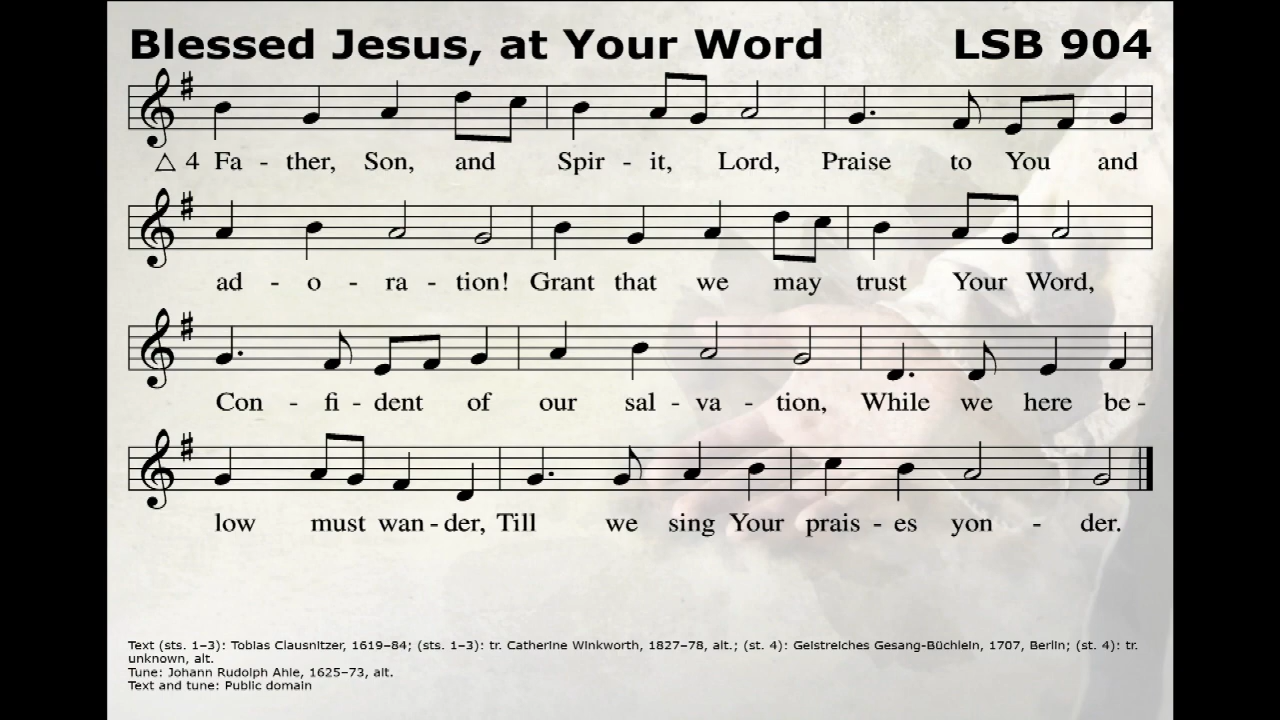 Blessed Jesus, at Your Word LSB 904
△ 4 Fa - ther, Son, and Spir - it, Lord, Praise to You and
ad - o - ra - tion! Grant that we may trust Your Word,
Con - fi - dent of our sal - va - tion, While we here be -
low must wan - der, Till we sing Your prais - es yon - der.
Text (sts. 1–3): Tobias Clausnitzer, 1619–84; (sts. 1–3): tr. Catherine Winkworth, 1827–78, alt.; (st. 4): Geistreiches Gesang-Büchlein, 1707, Berlin; (st. 4): tr.
unknown, alt.
Tune: Johann Rudolph Ahle, 1625–73, alt.
Text and tune: Public domain